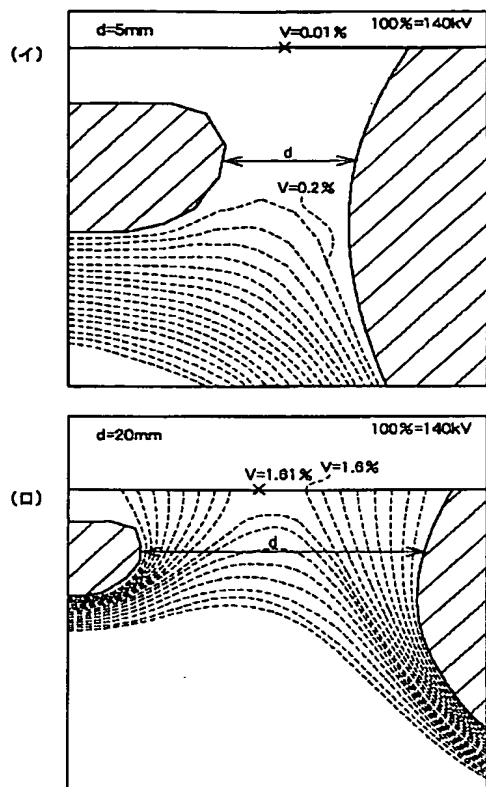 (イ)
d=5mm
V=0.01%
100%=140kV
d
V=0.2%
(ロ)
d=20mm
100%=140kV
V=1.61%
V=1.6%
d